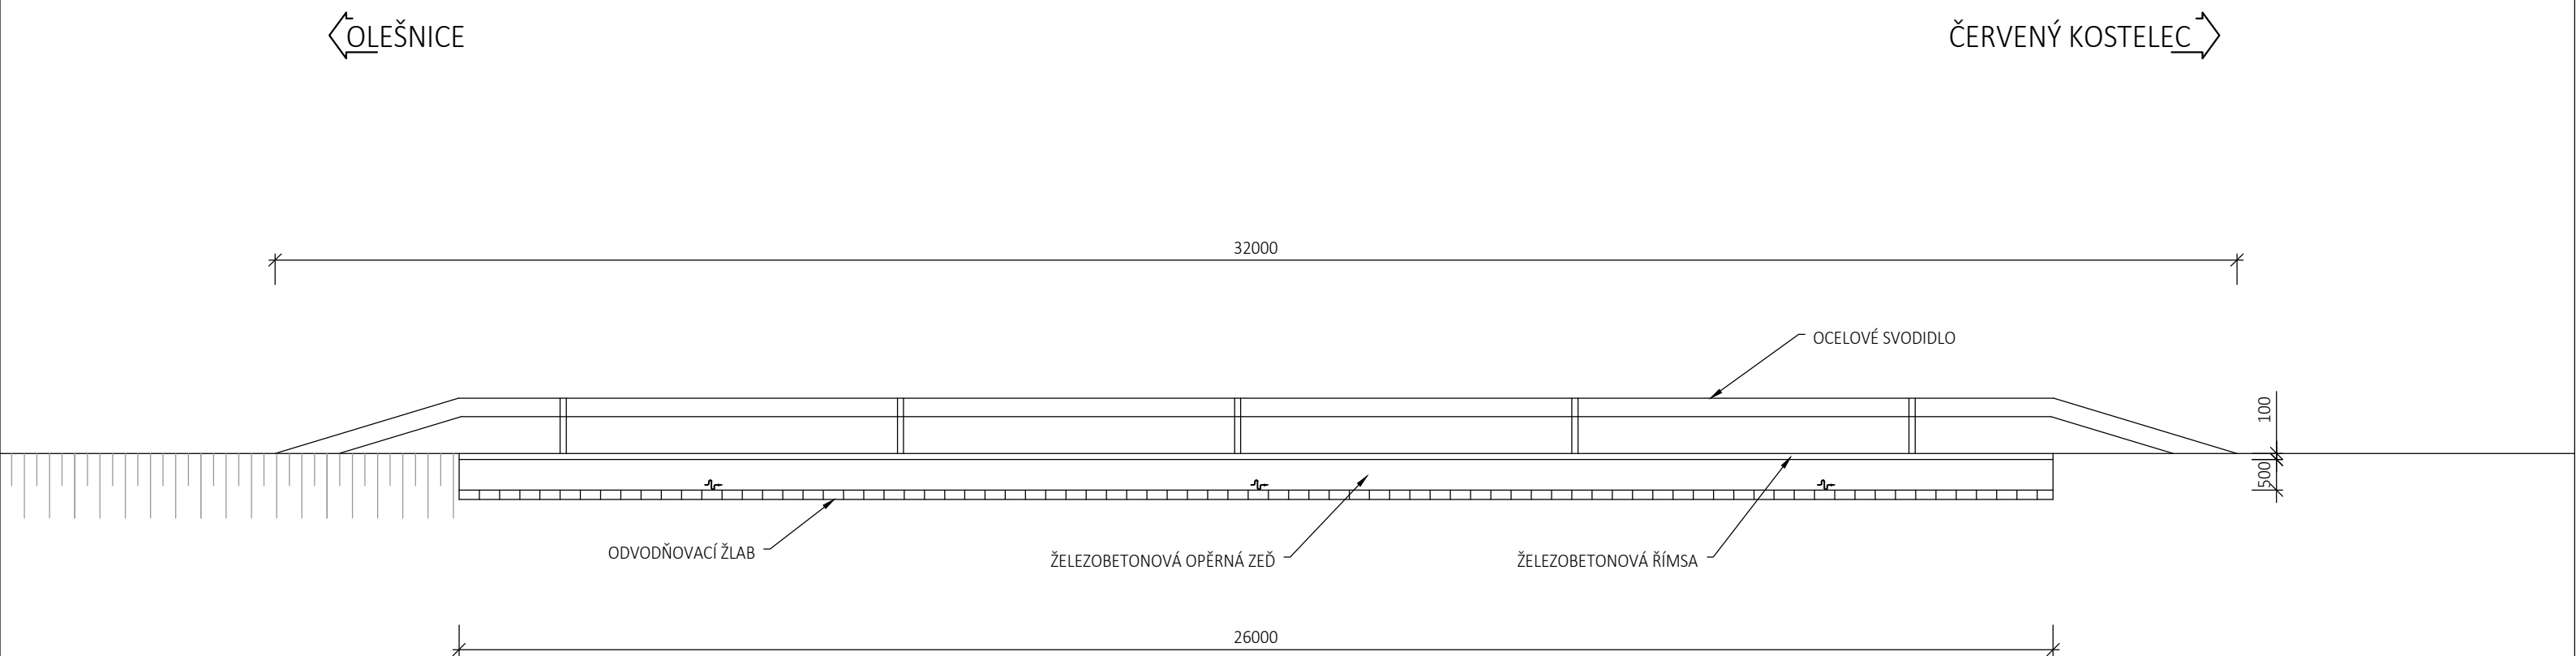 OLEŠNICE
ČERVENÝ KOSTELEC
32000
OCELOVÉ SVODIDLO
100
500
ODVODŇOVACÍ ŽLAB
ŽELEZOBETONOVÁ OPĚRNÁ ZEĎ
ŽELEZOBETONOVÁ ŘÍMSA
26000